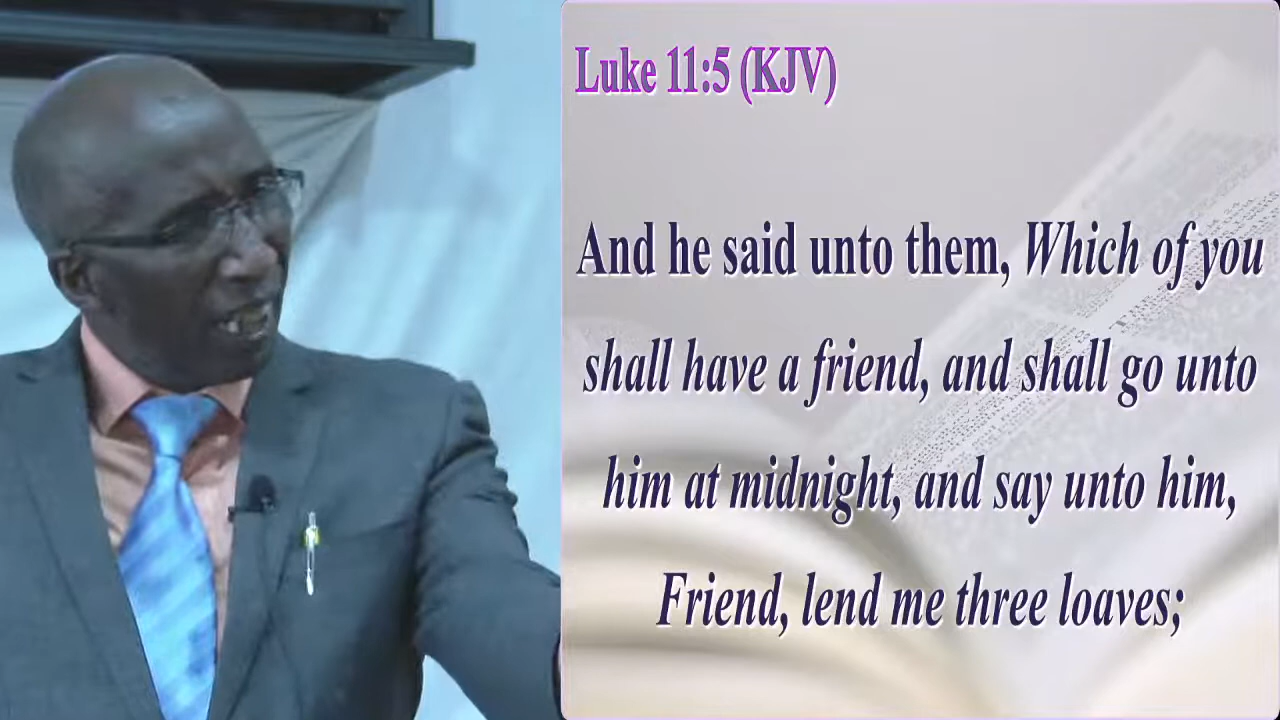 Luke 11:5 (KJV)
And he said unto them, Which of you
shall have a friend, and shall go unto
him at midnight, and say unto him,
Friend, lend me three loaves;